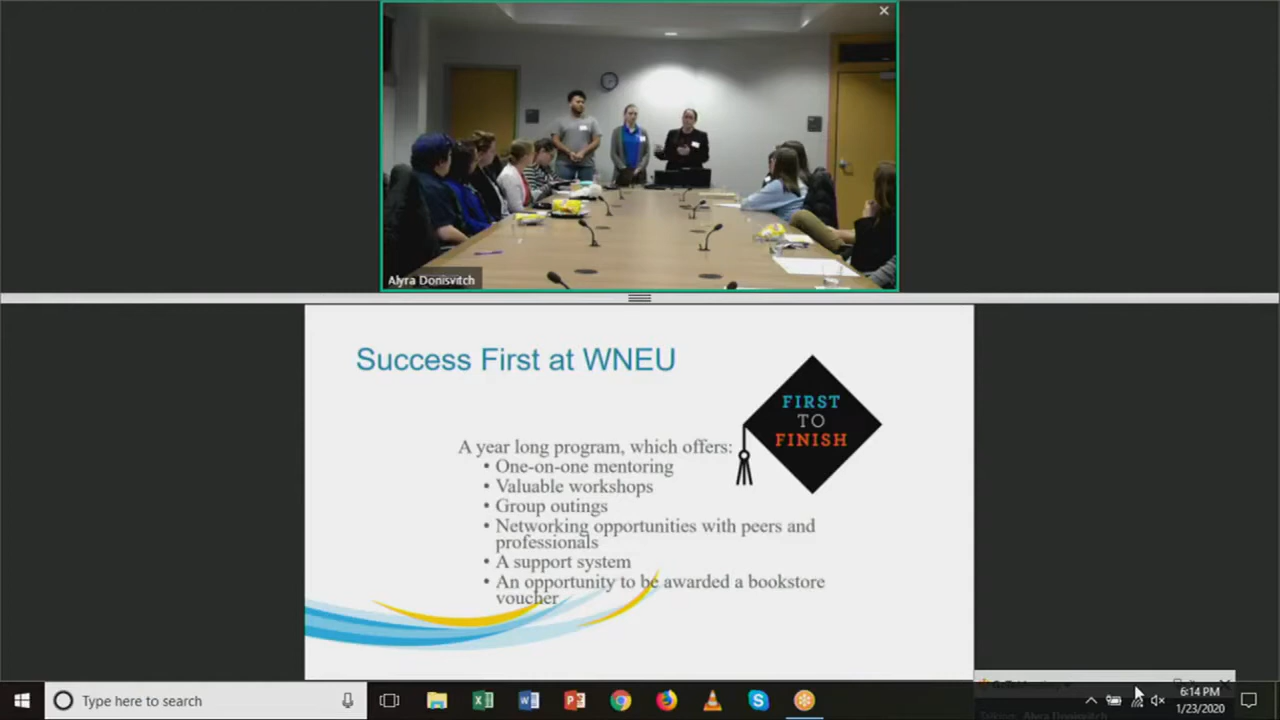 Alyra Donisvitch
Success First at WNEU
FIRST
TO
FINISH
A year long program, which offers:
• One-on-one mentoring
• Valuable workshops
• Group outings
• Networking opportunities with peers and
professionals
• A support system
• An opportunity to be awarded a bookstore
voucher
Type here to search
6:14 PM
1/23/2020